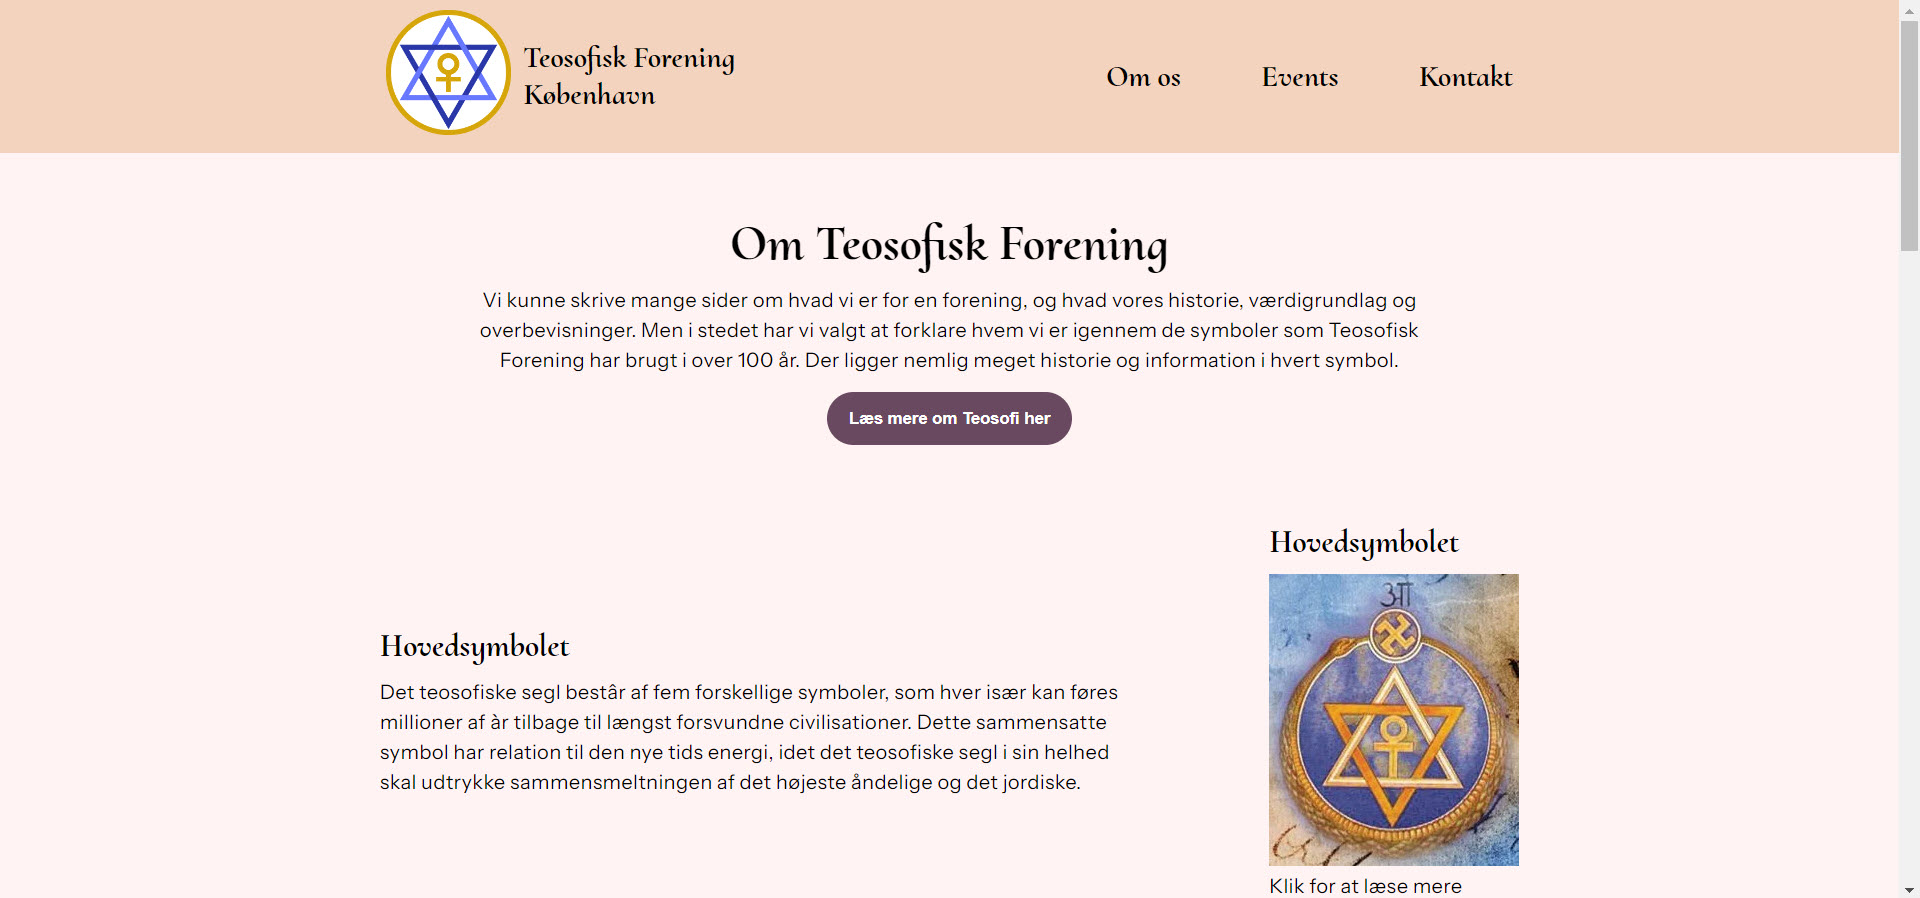 Teosofisk Forening
København
Om os
Events
Kontakt
Om Teosofisk Forening
Vi kunne skrive mange sider om hvad vi er for en forening, og hvad vores historie, værdigrundlag og
overbevisninger. Men i stedet har vi valgt at forklare hvem vi er igennem de symboler som Teosofisk
Forening har brugt i over 100 år. Der ligger nemlig meget historie og information i hvert symbol.
Læs mere om Teosofi her
Hovedsymbolet
Det teosofiske segl består af fem forskellige symboler, som hver især kan føres
millioner af år tilbage til længst forsvundne civilisationer. Dette sammensatte
symbol har relation til den nye tids energi, idet det teosofiske segl i sin helhed
skal udtrykke sammensmeltningen af det højeste åndelige og det jordiske.
Hovedsymbolet
Klik for at læse mere